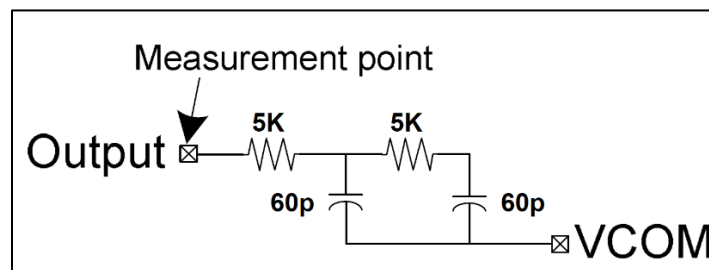 Measurement point
5K
5K
Output
60p
60p
VCOM